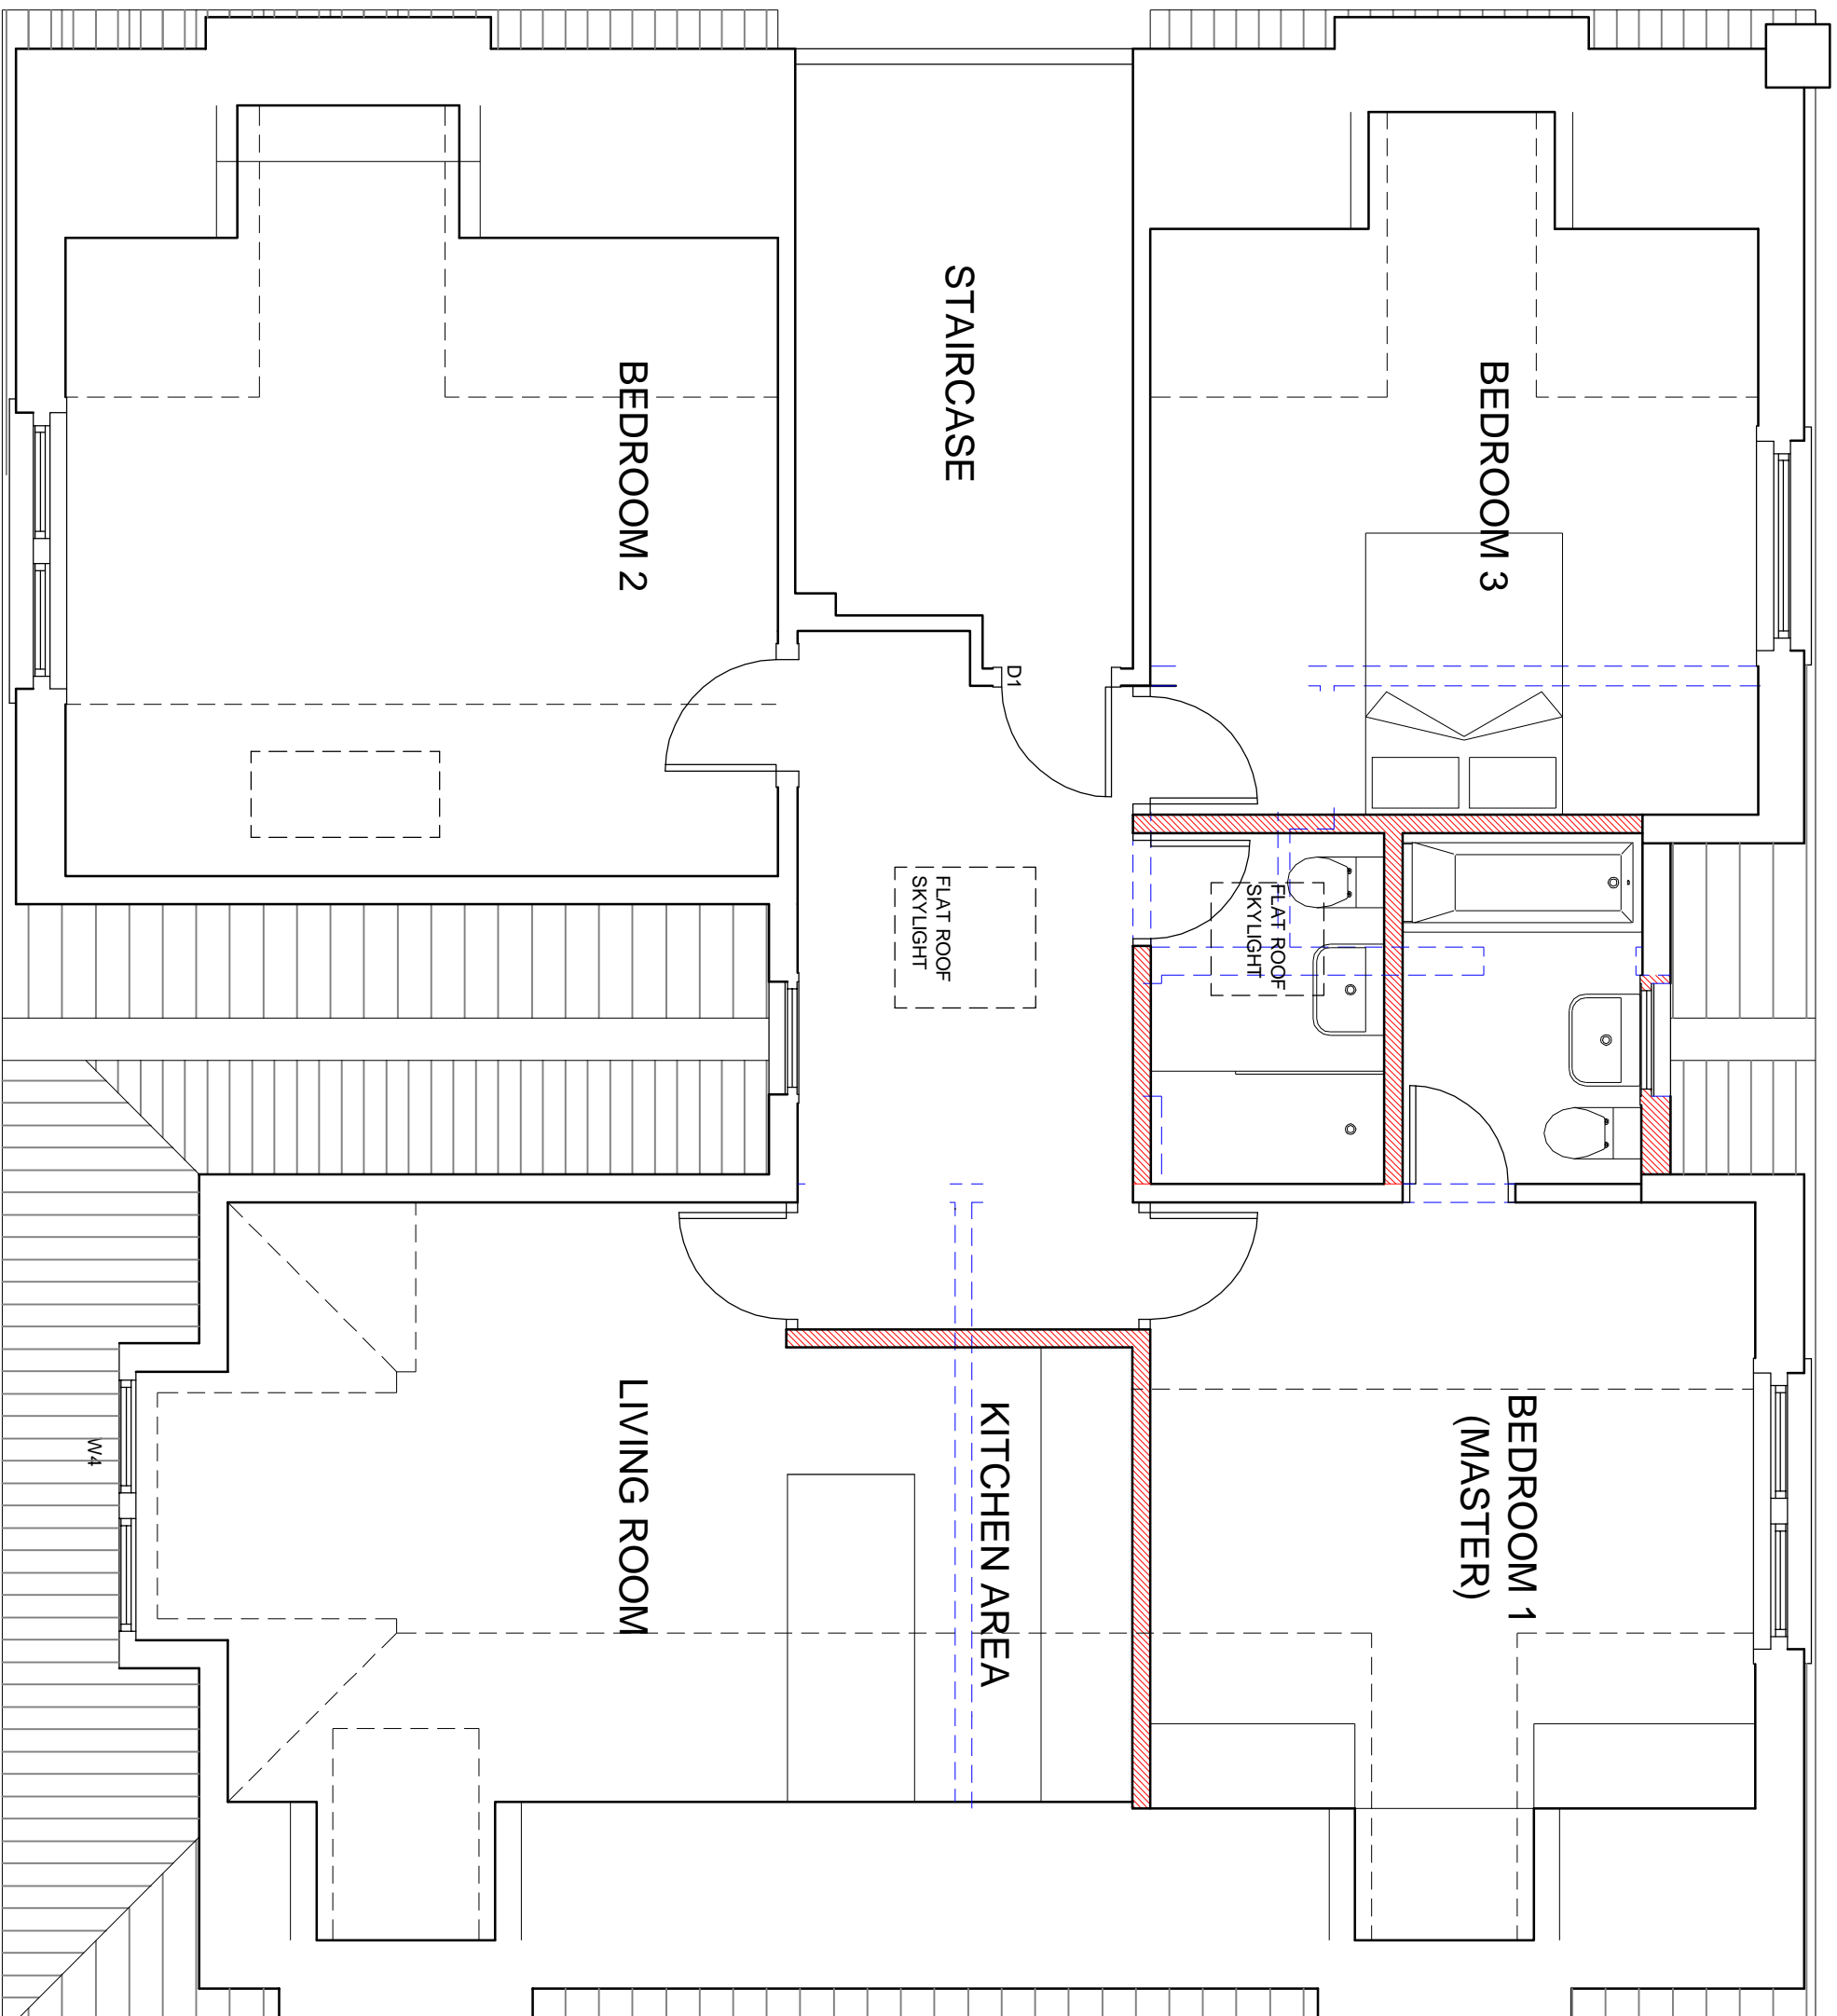 BEDROOM 3
BEDROOM 1
(MASTER)
FLAT ROOF
SKYLIGHT
D1
STAIRCASE
FLAT ROOF
SKYLIGHT
KITCHEN AREA
BEDROOM 2
LIVING ROOM
W4